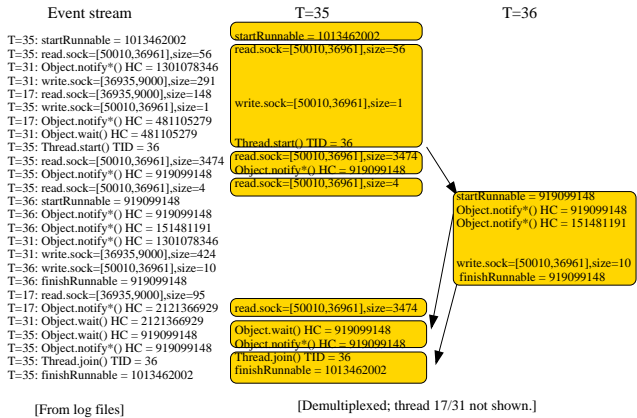 Event stream
T=35: startRunnable = 1013462002
T=35: read.sock=[50010,36961],size=56
T=31: Object.notify*() HC = 1301078346
T=31: write.sock=[36935,9000],size=291
T=17: read.sock=[36935,9000],size=148
T=35: write.sock=[50010,36961],size=1
T=17: Object.notify*() HC = 481105279
T=31: Object.wait() HC = 481105279
T=35: Thread.start() TID = 36
T=35: read.sock=[50010,36961],size=3474
T=35: Object.notify*() HC = 919099148
T=35: read.sock=[50010,36961],size=4
T=36: startRunnable = 919099148
T=36: Object.notify*() HC = 919099148
T=36: Object.notify*() HC = 151481191
T=31: Object.notify*() HC = 1301078346
T=31: write.sock=[36935,9000],size=424
T=36: write.sock=[50010,36961],size=10
T=36: finishRunnable = 919099148
T=17: read.sock=[36935,9000],size=95
T=17: Object.notify*() HC = 2121366929
T=31: Object.wait() HC = 2121366929
T=35: Object.wait() HC = 919099148
T=35: Object.notify*() HC = 919099148
T=35: Thread.join() TID = 36
T=35: finishRunnable = 1013462002
[From log files]
T=35
startRunnable = 1013462002
read.sock=[50010,36961],size=56
write.sock=[50010,36961],size=1
Thread.start() TID = 36
read.sock=[50010,36961],size=3474
Object.notify*() HC = 919099148
read.sock=[50010,36961],size=4
read.sock=[50010,36961],size=3474
Object.wait() HC = 919099148
Object.notify*() HC = 919099148
Thread.join() TID = 36
finishRunnable = 1013462002
T=36
startRunnable = 919099148
Object.notify*() HC = 919099148
Object.notify*() HC = 151481191
write.sock=[50010,36961],size=10
finishRunnable = 919099148
[Demultiplexed; thread 17/31 not shown.]